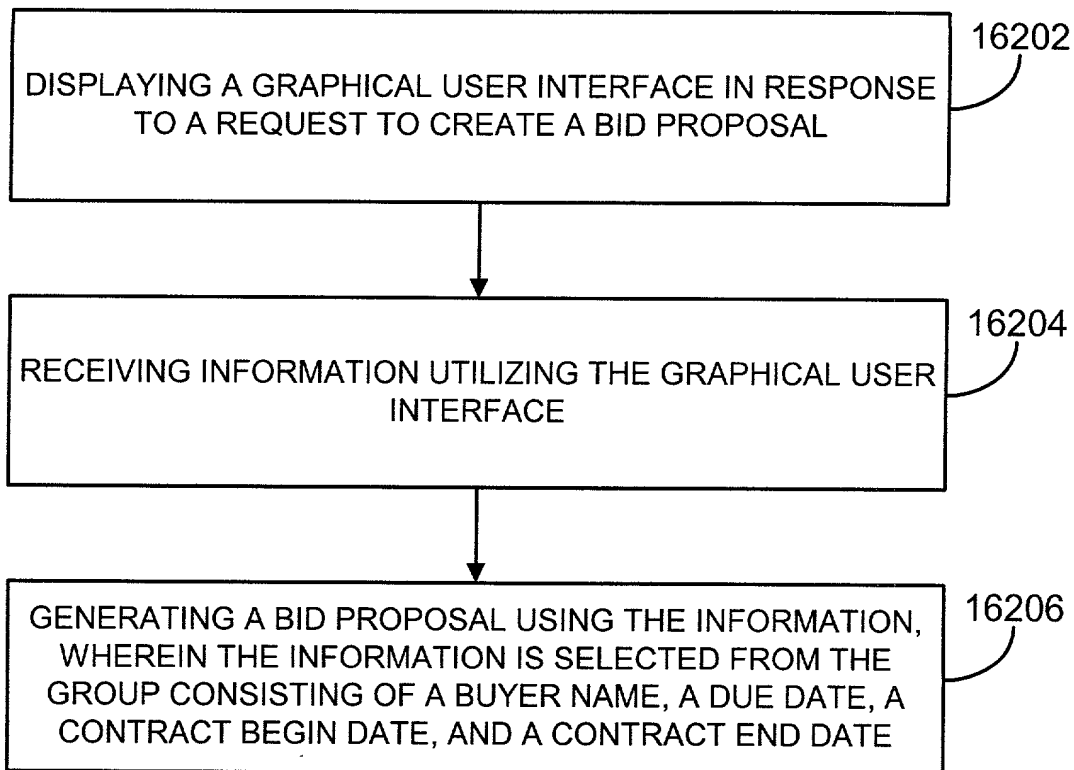 16202
DISPLAYING A GRAPHICAL USER INTERFACE IN RESPONSE
TO A REQUEST TO CREATE A BID PROPOSAL
16204
RECEIVING INFORMATION UTILIZING THE GRAPHICAL USER
INTERFACE
16206
GENERATING A BID PROPOSAL USING THE INFORMATION,
WHEREIN THE INFORMATION IS SELECTED FROM THE
GROUP CONSISTING OF A BUYER NAME, A DUE DATE, A
CONTRACT BEGIN DATE, AND A CONTRACT END DATE